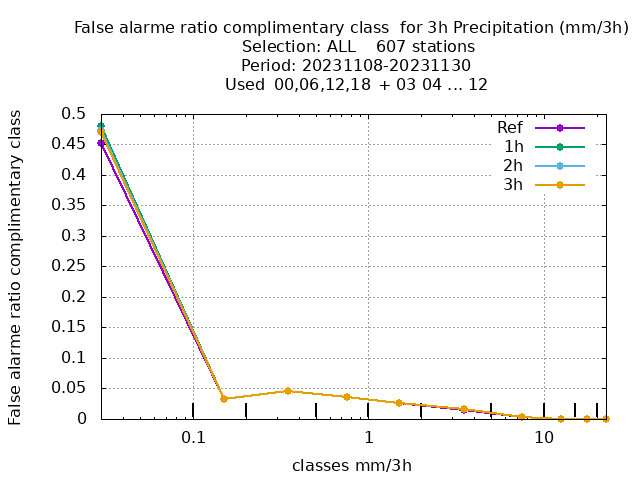 False alarme ratio complimentary class  for 3h Precipitation (mm/3h)
Selection: ALL    607 stations
Period: 20231108-20231130
Used  00,06,12,18  + 03 04 ... 12
False alarme ratio complimentary class
0.5
0.45
0.4
0.35
0.3
0.25
0.2
0.15
0.1
0.05
0
Ref
1h
2h
3h
0.1
1
10
classes mm/3h